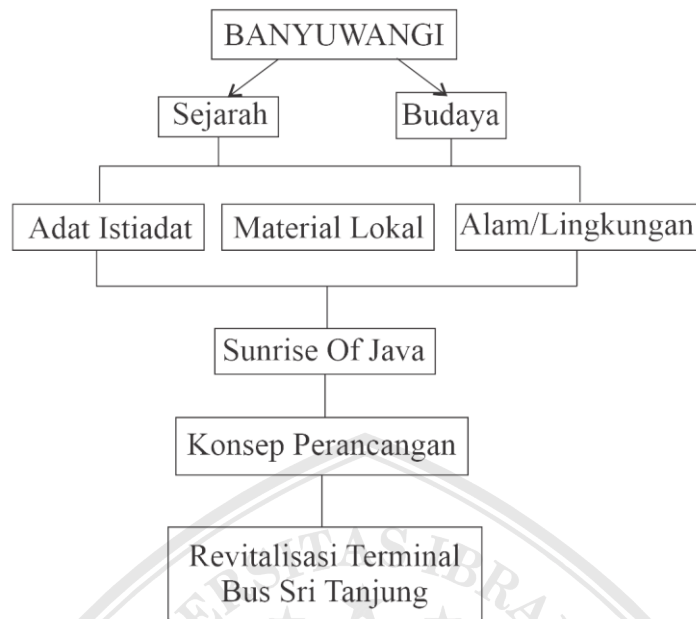 BANYUWANGI
Sejarah
Budaya
Adat Istiadat
Material Lokal
Alam/Lingkungan
Sunrise Of Java
Konsep Perancangan
Revitalisasi Terminal
Bus Sri Tanjung